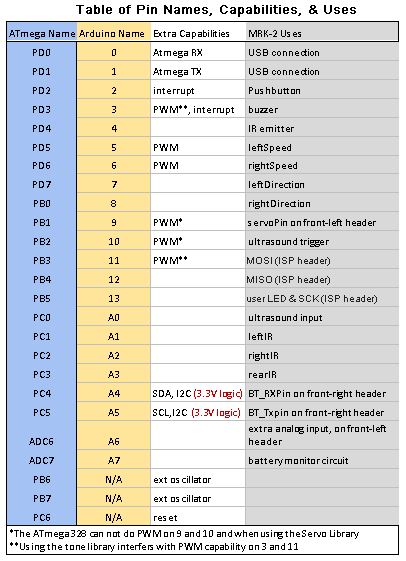 Table of Pin Names, Capabilities, & Uses
ATmega Name Arduino Name Extra Capabilities MRK-2 Uses
PD0 0 Atmega RX USB connection
PD1 1 Atmega TX USB connection
PD2 2 interrupt Pushbutton
PD3 3 PWM**, interrupt buzzer
PD4 4 IR emitter
PD5 5 PWM leftSpeed
PD6 6 PWM rightSpeed
PD7 7 leftDirection
PB0 8 rightDirection
PB1 9 PWM* servoPin on front-left header
PB2 10 PWM* ultrasound trigger
PB3 11 PWM** MOSI (ISP header)
PB4 12 MISO (ISP header)
PB5 13 user LED & SCK (ISP header)
PC0 A0 ultrasound input
PC1 A1 leftIR
PC2 A2 rightIR
PC3 A3 rearIR
PC4 A4 SDA, I2C (3.3V logic) BT_RXPin on front-right header
PC5 A5 SCL, I2C (3.3V logic) BT_Txpin on front-right header
ADC6 A6 extra analog input, on front-left
header
ADC7 A7 battery monitor circuit
PB6 N/A ext oscillator
PB7 N/A ext oscillator
PC6 N/A reset
*The ATmega328 can not do PWM on 9 and 10 and when using the Servo Library
**Using the tone library interfers with PWM capability on 3 and 11